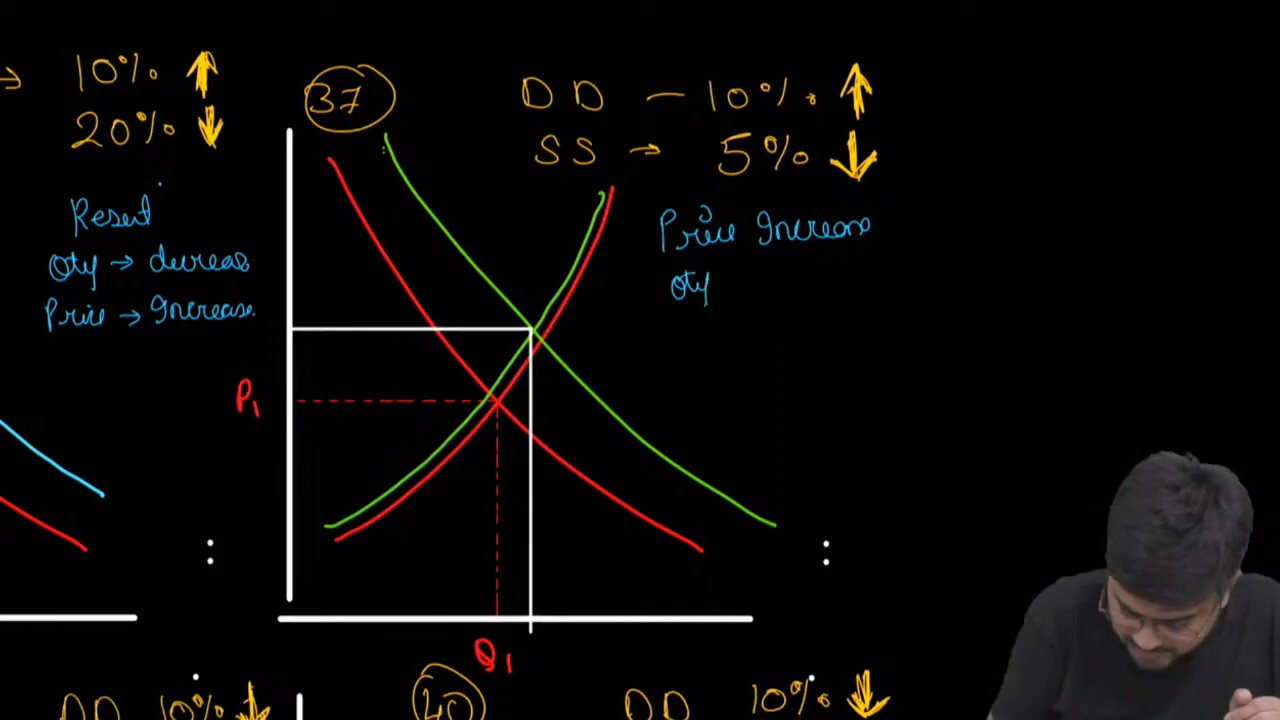 → 10% ↑
20% ↓
Result
Qty → decreas
Price → Increase
37
DD - 10% ↑
SS → 5% ↓
Price Increase
Qty
P1
Q1
DD 10% ↓
40
DD 10% ↓